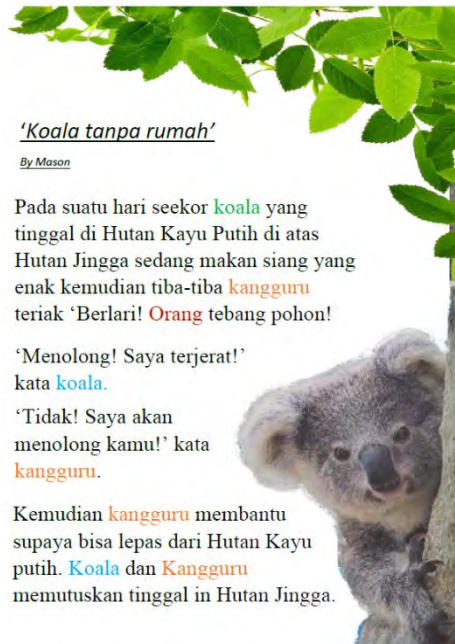 ‘Koala tanpa rumah’
By Mason
Pada suatu hari seekor koala yang
tinggal di Hutan Kayu Putih di atas
Hutan Jingga sedang makan siang yang
enak kemudian tiba-tiba kangguru
teriak ‘Berlari! Orang tebang pohon!
‘Menolong! Saya terjerat!’
kata koala.
‘Tidak! Saya akan
menolong kamu!’ kata
kangguru.
Kemudian kangguru membantu
supaya bisa lepas dari Hutan Kayu
putih. Koala dan Kangguru
memutuskan tinggal in Hutan Jingga.